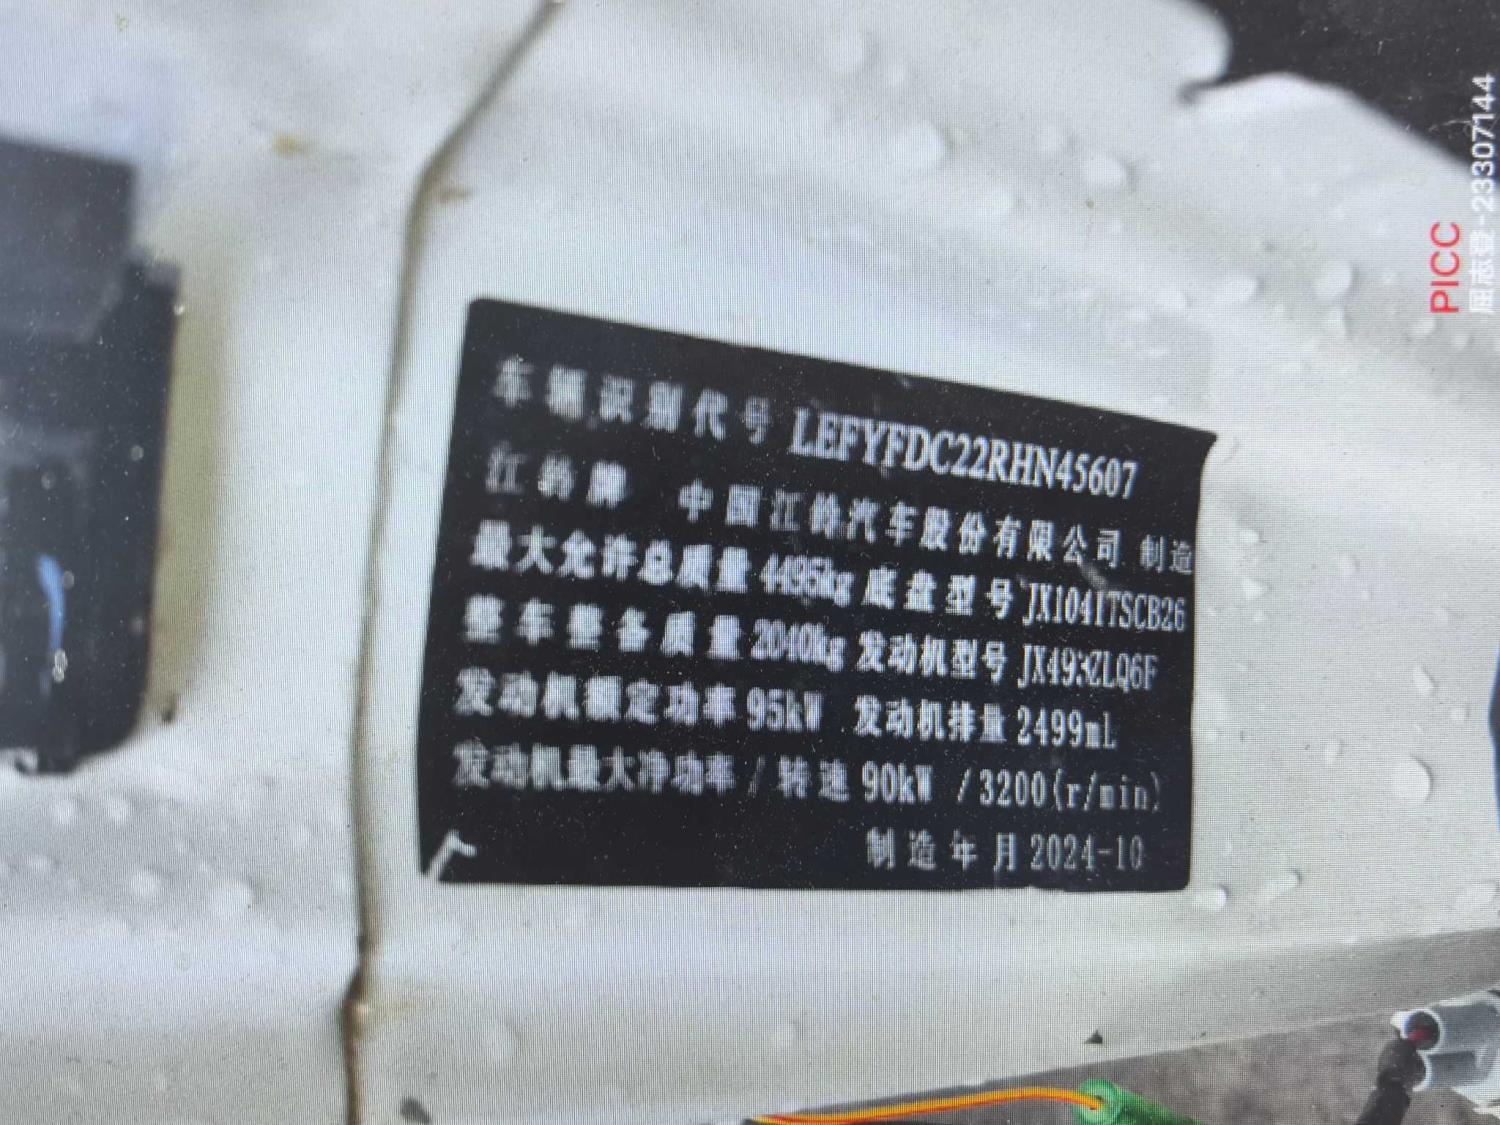 车辆识别代号 LEFYFDC22RHN45607
江铃牌 中国江铃汽车股份有限公司 制造
最大允许总质量 4495kg 底盘型号 JX1041TSCB26
整车整备质量 2040kg 发动机型号 JX493ZLQ6F
发动机额定功率 95kW 发动机排量 2499mL
发动机最大净功率 / 转速 90kW /3200(r/min)
制造年月 2024-10
PICC
屈志登-23307144